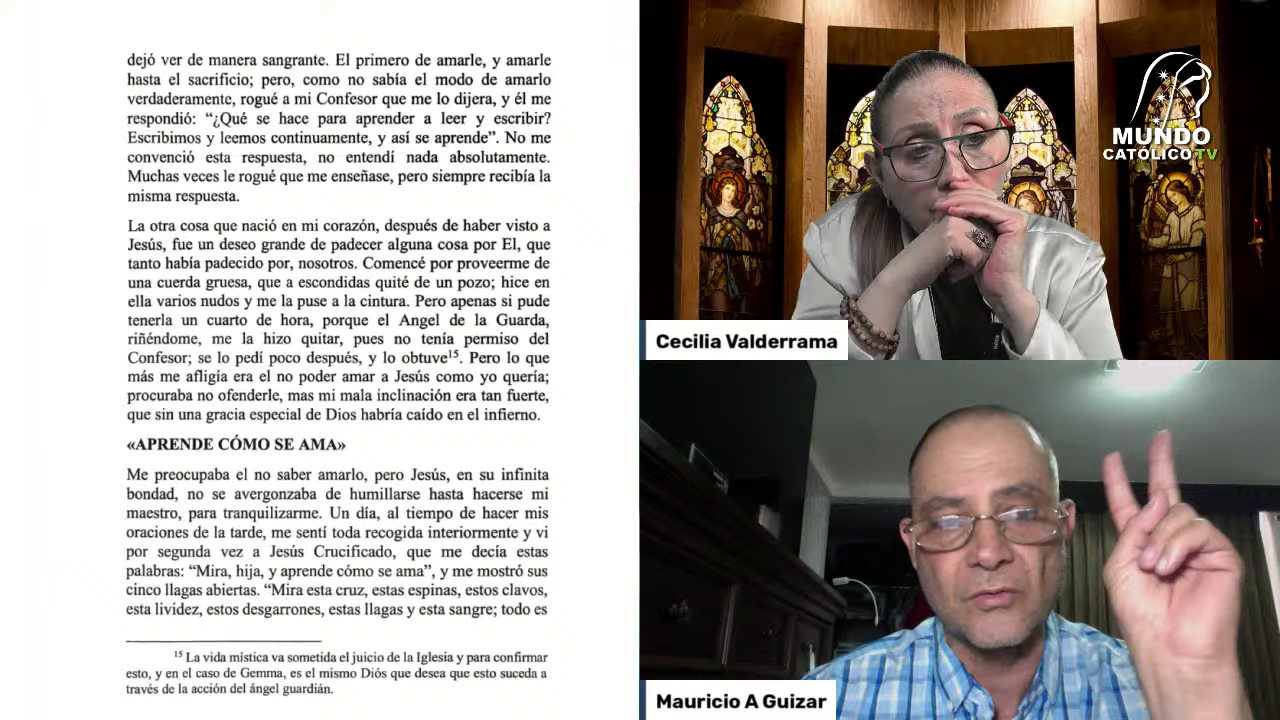 dejó ver de manera sangrante. El primero de amarle, y amarle
hasta el sacrificio; pero, como no sabía el modo de amarlo
verdaderamente, rogué a mi Confesor que me lo dijera, y él me
respondió: “¿Qué se hace para aprender a leer y escribir?
Escribimos y leemos continuamente, y así se aprende”. No me
convenció esta respuesta, no entendí nada absolutamente.
Muchas veces le rogué que me enseñase, pero siempre recibía la
misma respuesta.
La otra cosa que nació en mi corazón, después de haber visto a
Jesús, fue un deseo grande de padecer alguna cosa por El, que
tanto había padecido por, nosotros. Comencé por proveerme de
una cuerda gruesa, que a escondidas quité de un pozo; hice en
ella varios nudos y me la puse a la cintura. Pero apenas si pude
tenerla un cuarto de hora, porque el Angel de la Guarda,
riñéndome, me la hizo quitar, pues no tenía permiso del
Confesor; se lo pedí poco después, y lo obtuve¹⁵. Pero lo que
más me afligía era el no poder amar a Jesús como yo quería;
procuraba no ofenderle, mas mi mala inclinación era tan fuerte,
que sin una gracia especial de Dios habría caído en el infierno.
«APRENDE CÓMO SE AMA»
Me preocupaba el no saber amarlo, pero Jesús, en su infinita
bondad, no se avergonzaba de humillarse hasta hacerse mi
maestro, para tranquilizarme. Un día, al tiempo de hacer mis
oraciones de la tarde, me sentí toda recogida interiormente y vi
por segunda vez a Jesús Crucificado, que me decía estas
palabras: “Mira, hija, y aprende cómo se ama”, y me mostró sus
cinco llagas abiertas. “Mira esta cruz, estas espinas, estos clavos,
esta lividez, estos desgarrones, estas llagas y esta sangre; todo es
¹⁵ La vida mística va sometida el juicio de la Iglesia y para confirmar
esto, y en el caso de Gemma, es el mismo Diós que desea que esto suceda a
través de la acción del ángel guardián.
MUNDO
CATÓLICO TV
Cecilia Valderrama
Mauricio A Guizar